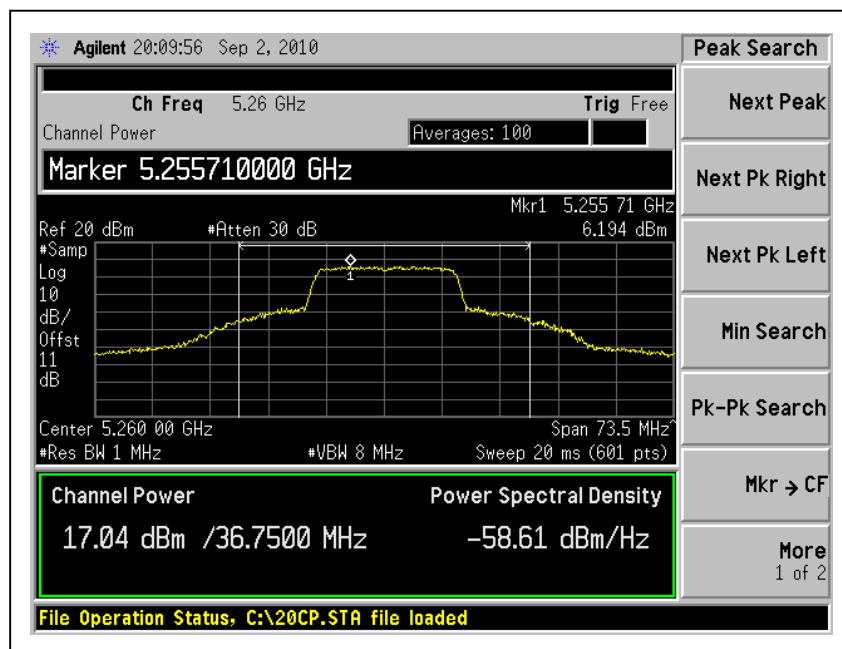 Agilent 20:09:56 Sep 2, 2010
Peak Search
Ch Freq 5.26 GHz Trig Free
Channel Power Averages: 100
Marker 5.255710000 GHz
Mkr1 5.255 71 GHz
Ref 20 dBm #Atten 30 dB 6.194 dBm
#Samp
Log
10
dB/
Offst
11
dB
1
Center 5.260 00 GHz Span 73.5 MHz^
#Res BW 1 MHz #VBW 8 MHz Sweep 20 ms (601 pts)
Channel Power Power Spectral Density
17.04 dBm /36.7500 MHz -58.61 dBm/Hz
File Operation Status, C:\20CP.STA file loaded
Next Peak
Next Pk Right
Next Pk Left
Min Search
Pk-Pk Search
Mkr → CF
More
1 of 2